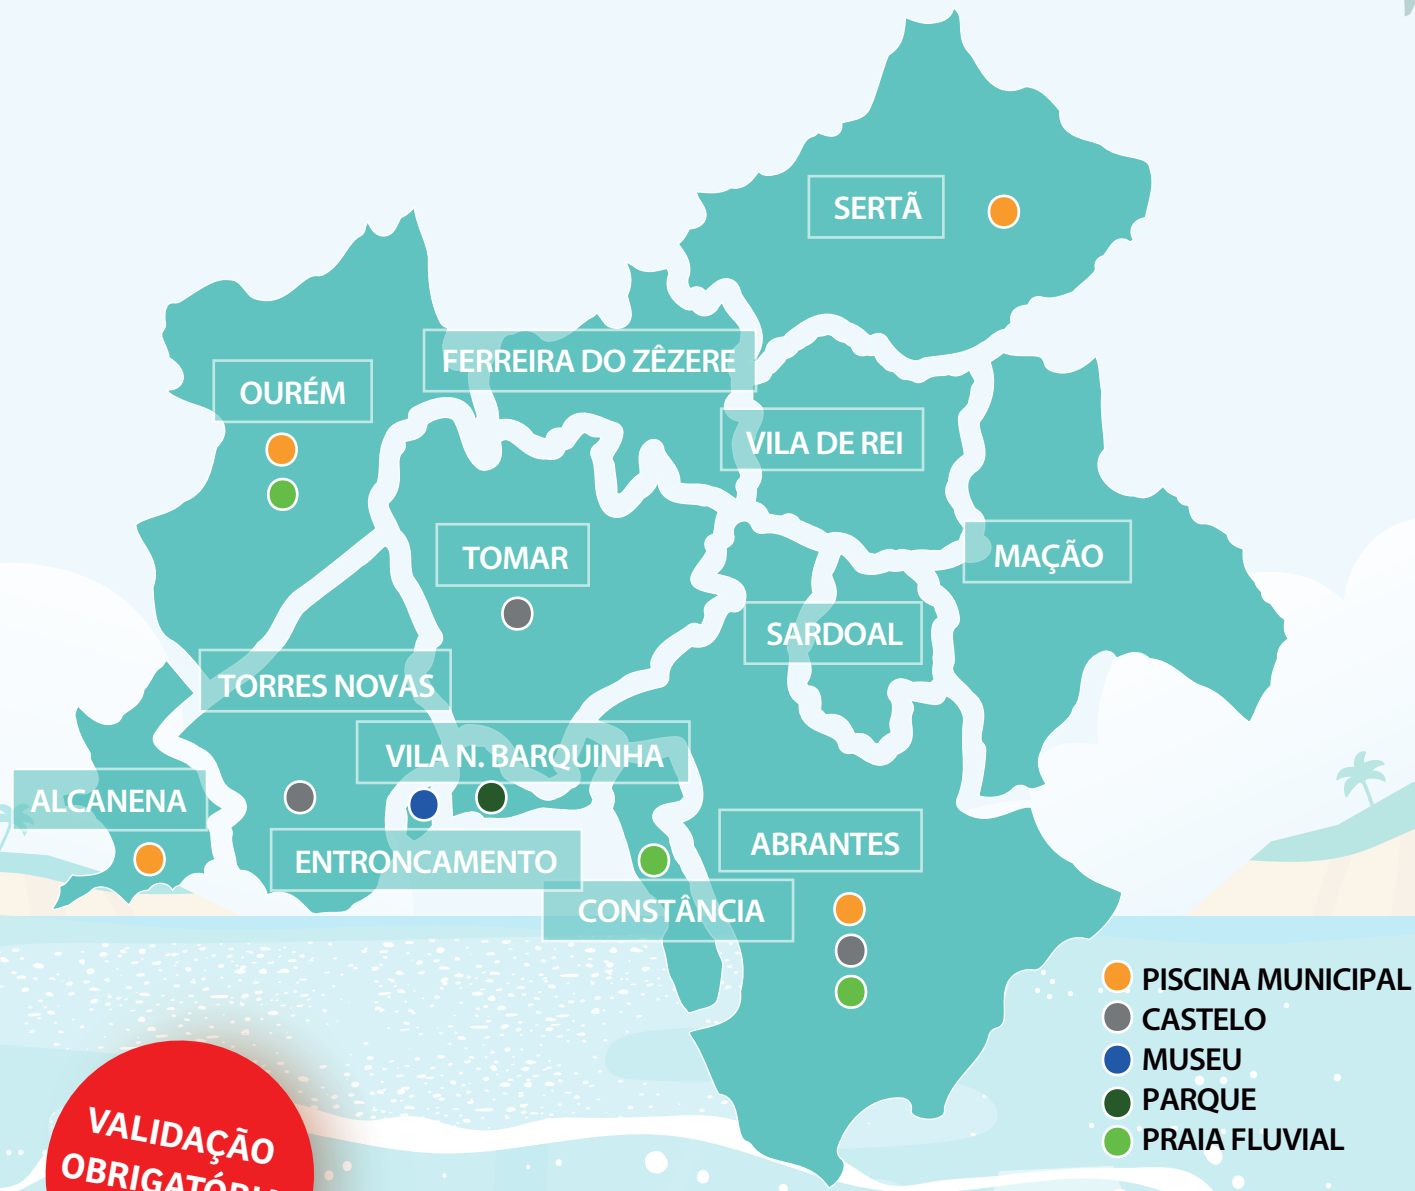 SERTÃ
FERREIRA DO ZÊZERE
OURÉM
VILA DE REI
TOMAR
MAÇÃO
SARDOAL
TORRES NOVAS
VILA N. BARQUINHA
ALCANENA
ABRANTES
ENTRONCAMENTO
CONSTÂNCIA
PISCINA MUNICIPAL
CASTELO
MUSEU
PARQUE
PRAIA FLUVIAL
VALIDAÇÃO